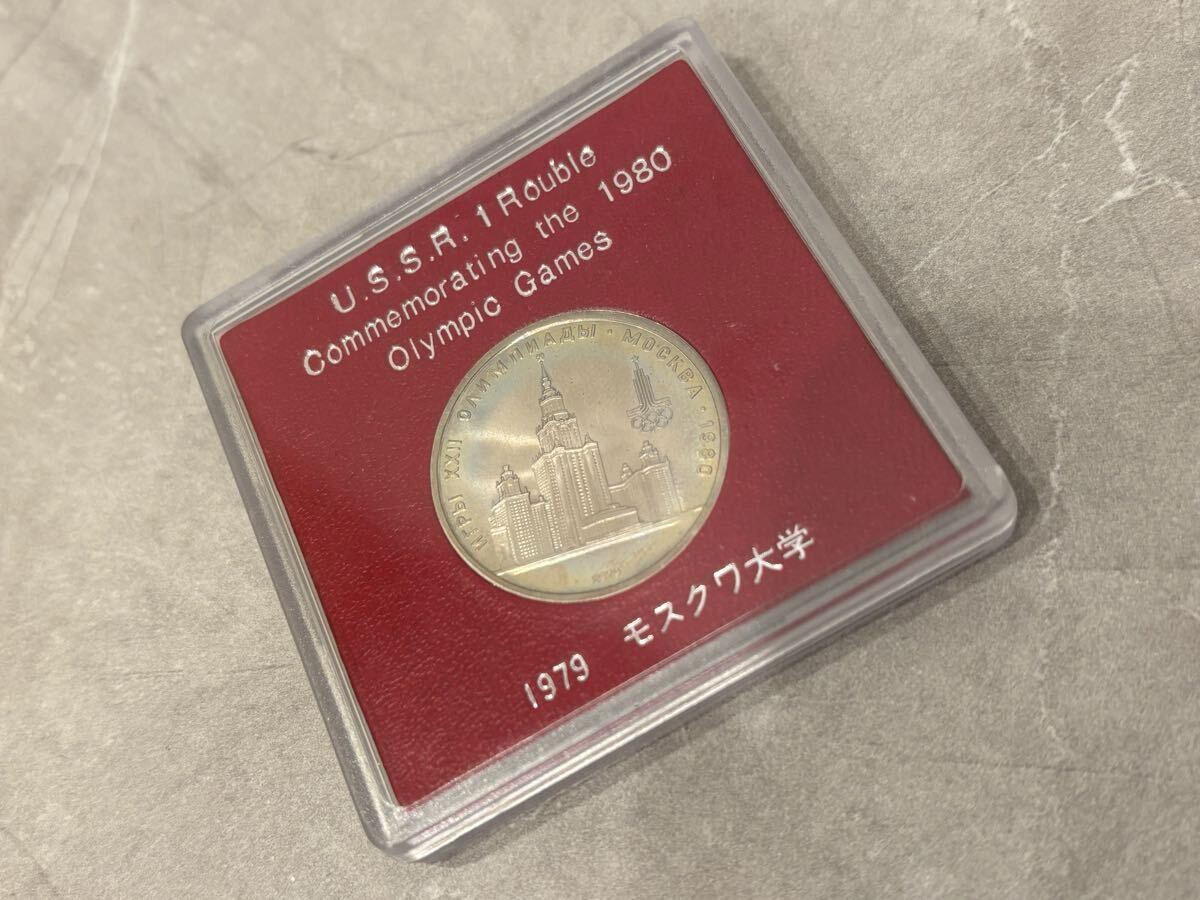 U.S.S.R. 1 Rouble
Commemorating the 1980
Olympic Games
ИГРЫ XXII ОЛИМПИАДЫ · МОСКВА · 1980
1979 モスクワ大学